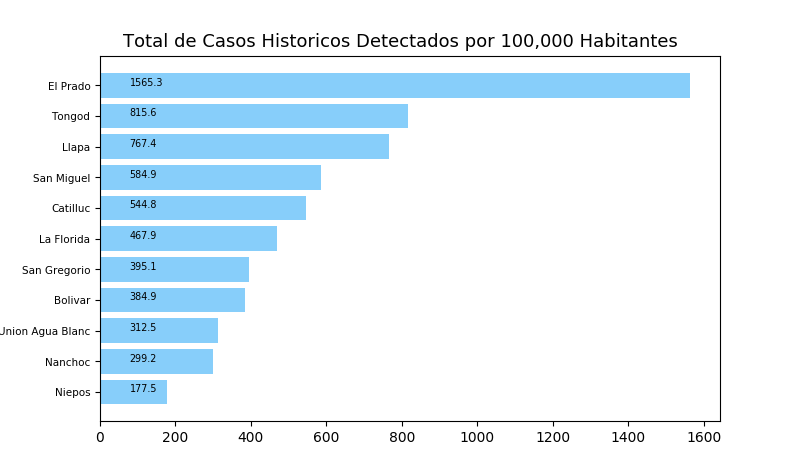 Total de Casos Historicos Detectados por 100,000 Habitantes
El Prado 1565.3
Tongod 815.6
Llapa 767.4
San Miguel 584.9
Catilluc 544.8
La Florida 467.9
San Gregorio 395.1
Bolivar 384.9
Union Agua Blanc 312.5
Nanchoc 299.2
Niepos 177.5
0 200 400 600 800 1000 1200 1400 1600